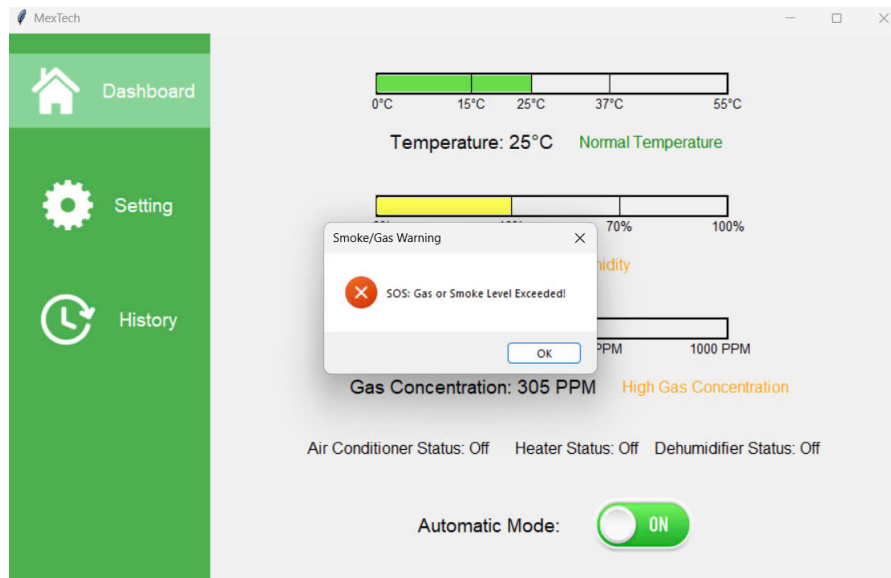 MexTech
Dashboard
Setting
History
0°C 15°C 25°C 37°C 55°C
Temperature: 25°C Normal Temperature
70% 100%
Smoke/Gas Warning
SOS: Gas or Smoke Level Exceeded!
OK
PPM 1000 PPM
Gas Concentration: 305 PPM High Gas Concentration
Air Conditioner Status: Off Heater Status: Off Dehumidifier Status: Off
Automatic Mode: ON